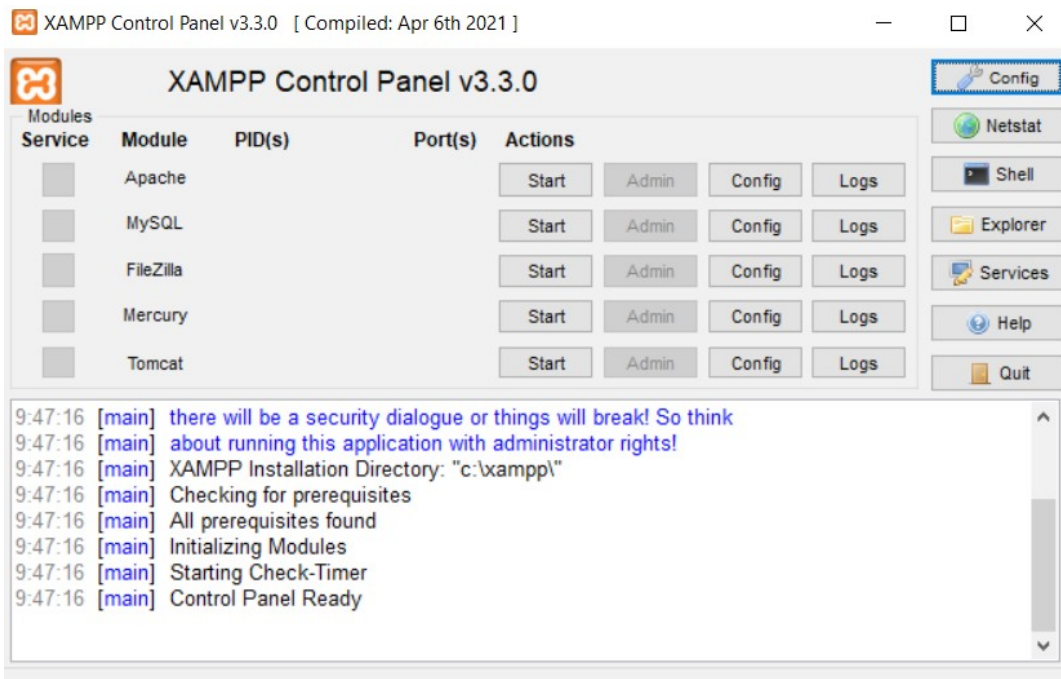 XAMPP Control Panel v3.3.0 [ Compiled: Apr 6th 2021 ]
XAMPP Control Panel v3.3.0
Config
Modules
Service Module PID(s) Port(s) Actions
Netstat
Apache Start Admin Config Logs
Shell
MySQL Start Admin Config Logs
Explorer
FileZilla Start Admin Config Logs
Services
Mercury Start Admin Config Logs
Help
Tomcat Start Admin Config Logs
Quit
9:47:16 [main] there will be a security dialogue or things will break! So think
9:47:16 [main] about running this application with administrator rights!
9:47:16 [main] XAMPP Installation Directory: "c:\xampp\"
9:47:16 [main] Checking for prerequisites
9:47:16 [main] All prerequisites found
9:47:16 [main] Initializing Modules
9:47:16 [main] Starting Check-Timer
9:47:16 [main] Control Panel Ready